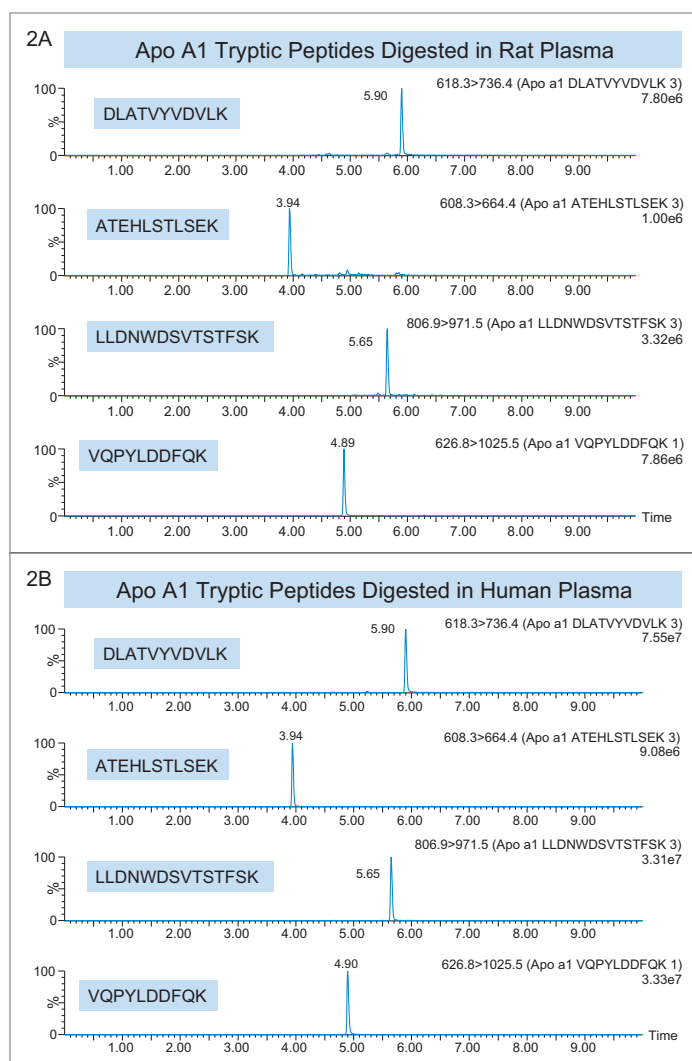 2A
Apo A1 Tryptic Peptides Digested in Rat Plasma
618.3>736.4 (Apo a1 DLATVYVDVLK 3)
7.80e6
5.90
DLATVYVDVLK
100
%
0
1.00 2.00 3.00 4.00 5.00 6.00 7.00 8.00 9.00
608.3>664.4 (Apo a1 ATEHLSTLSEK 3)
1.00e6
3.94
ATEHLSTLSEK
100
%
0
1.00 2.00 3.00 4.00 5.00 6.00 7.00 8.00 9.00
806.9>971.5 (Apo a1 LLDNWDSVTSTFSK 3)
3.32e6
5.65
LLDNWDSVTSTFSK
100
%
0
1.00 2.00 3.00 4.00 5.00 6.00 7.00 8.00 9.00
626.8>1025.5 (Apo a1 VQPYLDDFQK 1)
7.86e6
4.89
VQPYLDDFQK
100
%
0
Time
1.00 2.00 3.00 4.00 5.00 6.00 7.00 8.00 9.00
2B
Apo A1 Tryptic Peptides Digested in Human Plasma
618.3>736.4 (Apo a1 DLATVYVDVLK 3)
7.55e7
5.90
DLATVYVDVLK
100
%
0
1.00 2.00 3.00 4.00 5.00 6.00 7.00 8.00 9.00
608.3>664.4 (Apo a1 ATEHLSTLSEK 3)
9.08e6
3.94
ATEHLSTLSEK
100
%
0
1.00 2.00 3.00 4.00 5.00 6.00 7.00 8.00 9.00
806.9>971.5 (Apo a1 LLDNWDSVTSTFSK 3)
3.31e7
5.65
LLDNWDSVTSTFSK
100
%
0
1.00 2.00 3.00 4.00 5.00 6.00 7.00 8.00 9.00
626.8>1025.5 (Apo a1 VQPYLDDFQK 1)
3.33e7
4.90
VQPYLDDFQK
100
%
0
Time
1.00 2.00 3.00 4.00 5.00 6.00 7.00 8.00 9.00